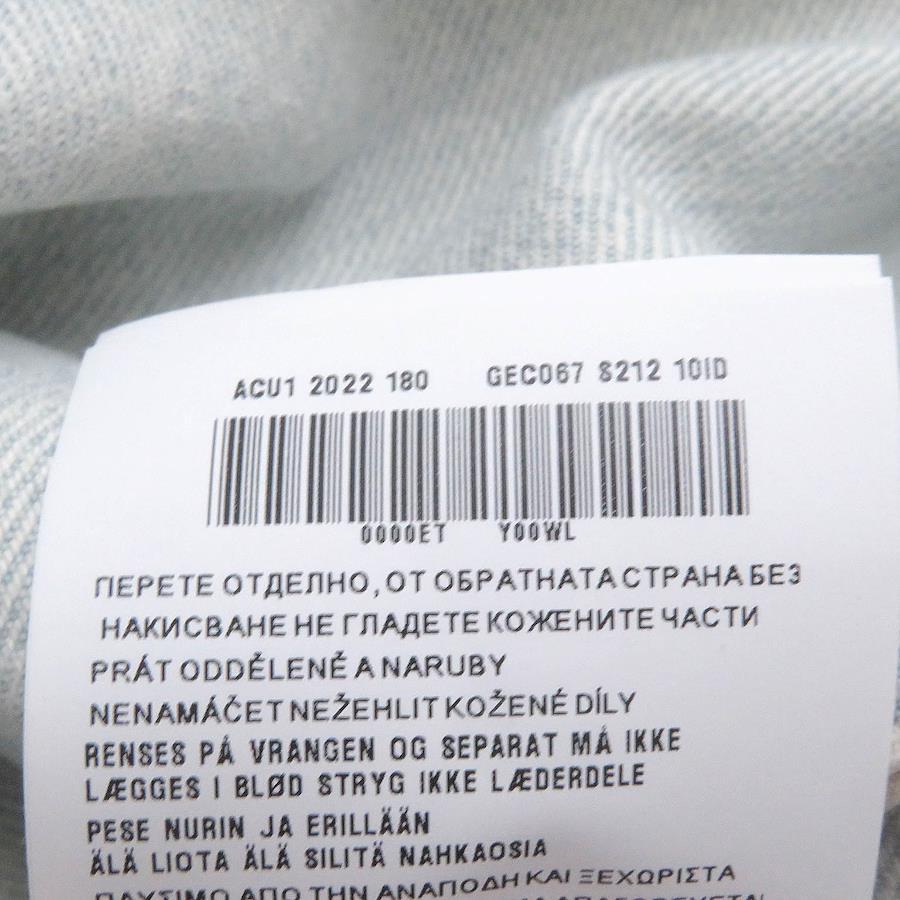 ACU1 2022 180 GEC067 8212 10ID
0000ET Y00WL
ПЕРЕТЕ ОТДЕЛНО, ОТ ОБРАТНАТА СТРАНА БЕЗ
НАКИСВАНЕ НЕ ГЛАДЕТЕ КОЖЕНИТЕ ЧАСТИ
PRÁT ODDĚLENĚ A NARUBY
NENAMÁČET NEŽEHLIT KOŽENÉ DÍLY
RENSES PÅ VRANGEN OG SEPARAT MÅ IKKE
LÆGGES I BLØD STRYG IKKE LÆDERDELE
PESE NURIN JA ERILLÄÄN
ÄLÄ LIOTA ÄLÄ SILITÄ NAHKAOSIA
ΠΛΥΣΙΜΟ ΑΠΟ ΤΗΝ ΑΝΑΠΟΔΗ ΚΑΙ ΞΕΧΩΡΙΣΤΑ